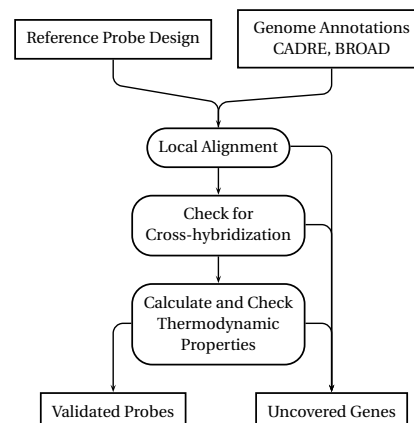 Reference Probe Design
Genome Annotations
CADRE, BROAD
Local Alignment
Check for
Cross-hybridization
Calculate and Check
Thermodynamic
Properties
Validated Probes
Uncovered Genes